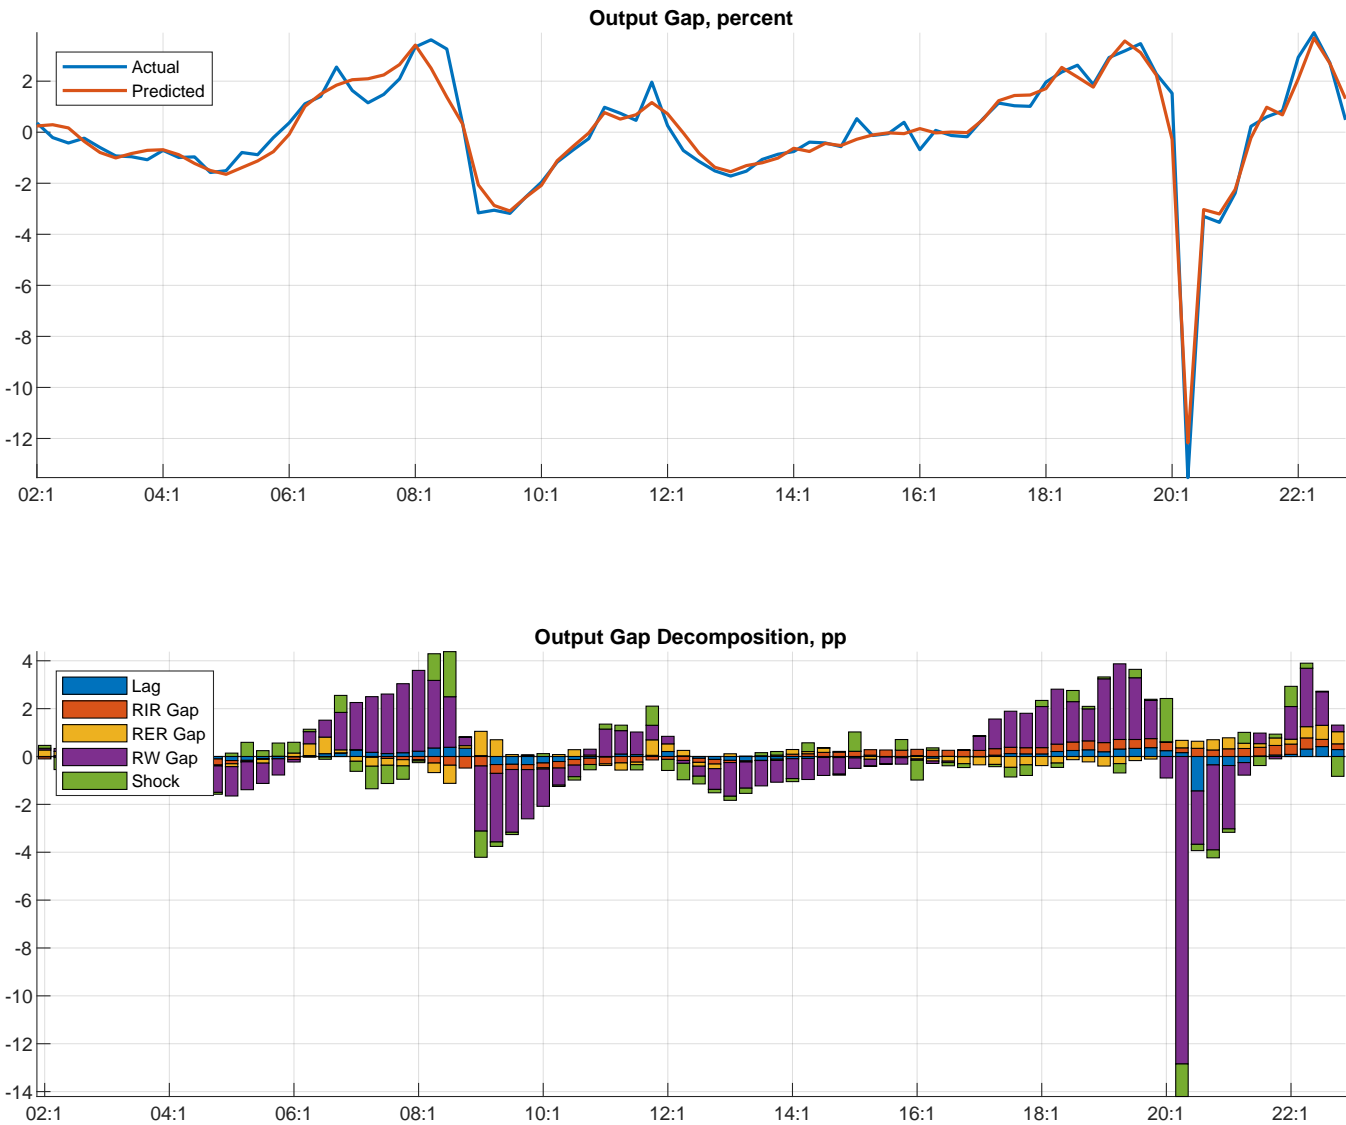 Output Gap, percent
Actual
Predicted
2
0
-2
-4
-6
-8
-10
-12
02:1 04:1 06:1 08:1 10:1 12:1 14:1 16:1 18:1 20:1 22:1
Output Gap Decomposition, pp
Lag
RIR Gap
RER Gap
RW Gap
Shock
4
2
0
-2
-4
-6
-8
-10
-12
-14
02:1 04:1 06:1 08:1 10:1 12:1 14:1 16:1 18:1 20:1 22:1